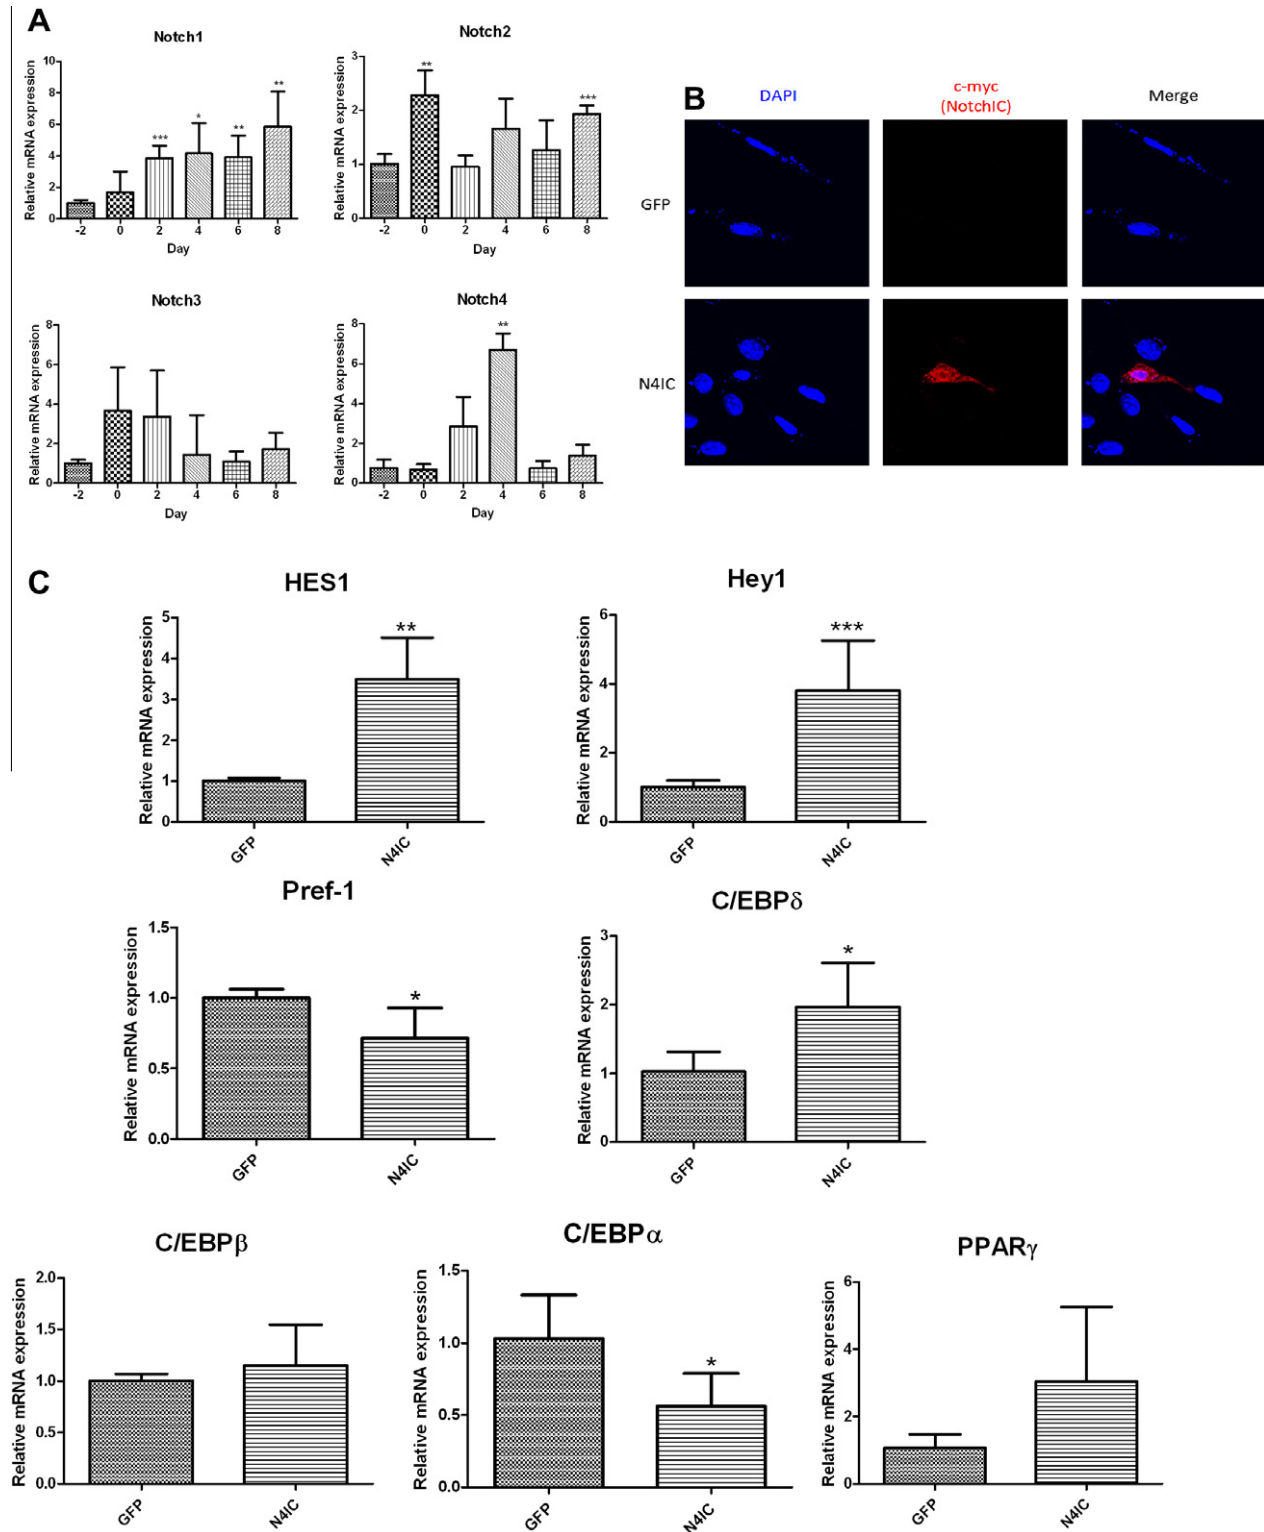 A
Notch1
Relative mRNA expression
10
8
6
4
2
0
*** * ** **
-2 0 2 4 6 8
Day
Notch2
Relative mRNA expression
3
2
1
0
** ***
-2 0 2 4 6 8
Day
Notch3
Relative mRNA expression
8
6
4
2
0
-2 0 2 4 6 8
Day
Notch4
Relative mRNA expression
8
6
4
2
0
**
-2 0 2 4 6 8
Day
B
DAPI
c-myc
(NotchIC)
Merge
GFP
N4IC
C
HES1
Relative mRNA expression
5
4
3
2
1
0
**
GFP N4IC
Hey1
Relative mRNA expression
6
4
2
0
***
GFP N4IC
Pref-1
Relative mRNA expression
1.5
1.0
0.5
0.0
*
GFP N4IC
C/EBPδ
Relative mRNA expression
3
2
1
0
*
GFP N4IC
C/EBPβ
Relative mRNA expression
2.0
1.5
1.0
0.5
0.0
GFP N4IC
C/EBPα
Relative mRNA expression
1.5
1.0
0.5
0.0
*
GFP N4IC
PPARγ
Relative mRNA expression
6
4
2
0
GFP N4IC